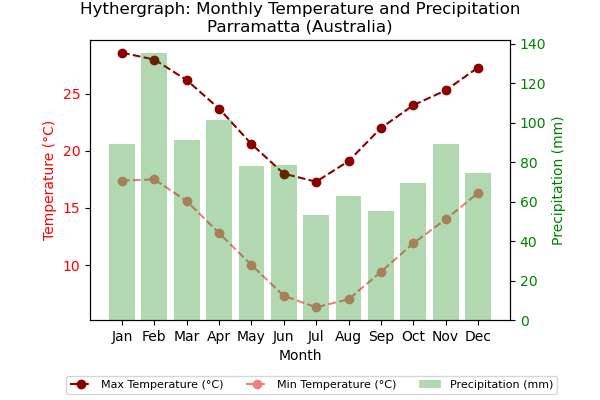 Hythergraph: Monthly Temperature and Precipitation
Parramatta (Australia)
Temperature (°C)
25
20
15
10
140
120
100
80
60
40
20
0
Precipitation (mm)
Jan Feb Mar Apr May Jun Jul Aug Sep Oct Nov Dec
Month
Max Temperature (°C) Min Temperature (°C) Precipitation (mm)